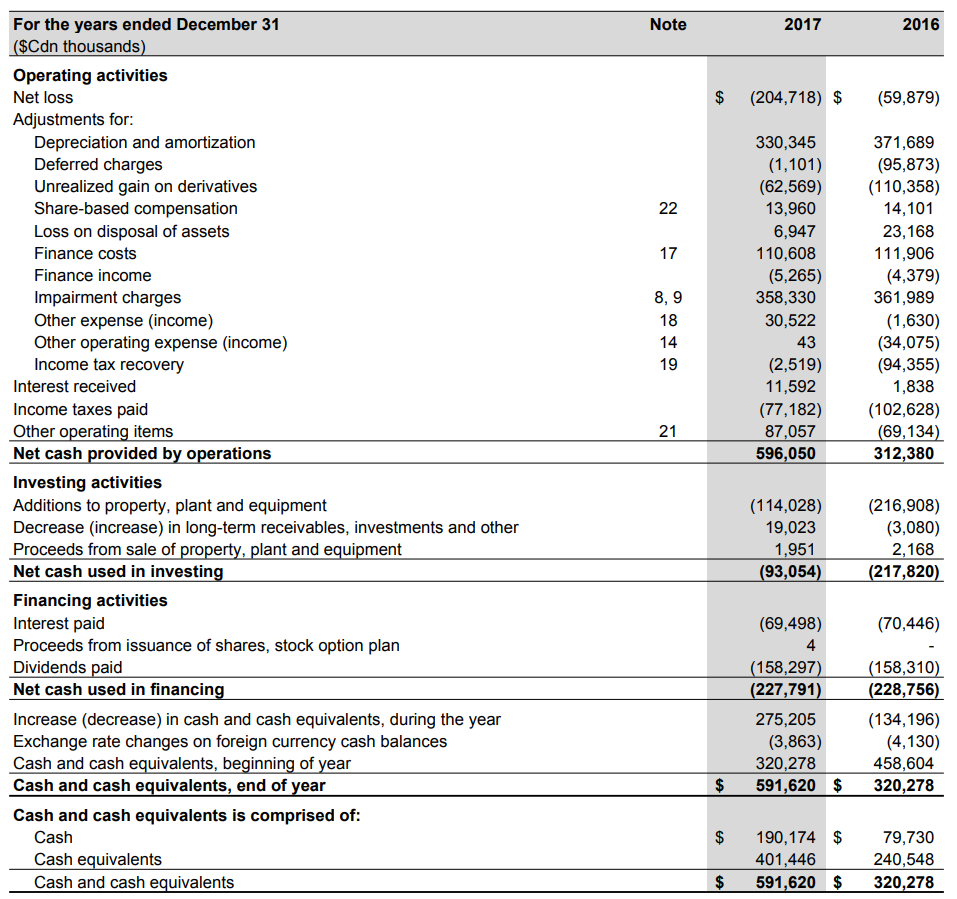 For the years ended December 31 Note 2017 2016
($Cdn thousands)
Operating activities
Net loss $ (204,718) $ (59,879)
Adjustments for:
Depreciation and amortization 330,345 371,689
Deferred charges (1,101) (95,873)
Unrealized gain on derivatives (62,569) (110,358)
Share-based compensation 22 13,960 14,101
Loss on disposal of assets 6,947 23,168
Finance costs 17 110,608 111,906
Finance income (5,265) (4,379)
Impairment charges 8, 9 358,330 361,989
Other expense (income) 18 30,522 (1,630)
Other operating expense (income) 14 43 (34,075)
Income tax recovery 19 (2,519) (94,355)
Interest received 11,592 1,838
Income taxes paid (77,182) (102,628)
Other operating items 21 87,057 (69,134)
Net cash provided by operations 596,050 312,380
Investing activities
Additions to property, plant and equipment (114,028) (216,908)
Decrease (increase) in long-term receivables, investments and other 19,023 (3,080)
Proceeds from sale of property, plant and equipment 1,951 2,168
Net cash used in investing (93,054) (217,820)
Financing activities
Interest paid (69,498) (70,446)
Proceeds from issuance of shares, stock option plan 4 -
Dividends paid (158,297) (158,310)
Net cash used in financing (227,791) (228,756)
Increase (decrease) in cash and cash equivalents, during the year 275,205 (134,196)
Exchange rate changes on foreign currency cash balances (3,863) (4,130)
Cash and cash equivalents, beginning of year 320,278 458,604
Cash and cash equivalents, end of year $ 591,620 $ 320,278
Cash and cash equivalents is comprised of:
Cash $ 190,174 $ 79,730
Cash equivalents 401,446 240,548
Cash and cash equivalents $ 591,620 $ 320,278